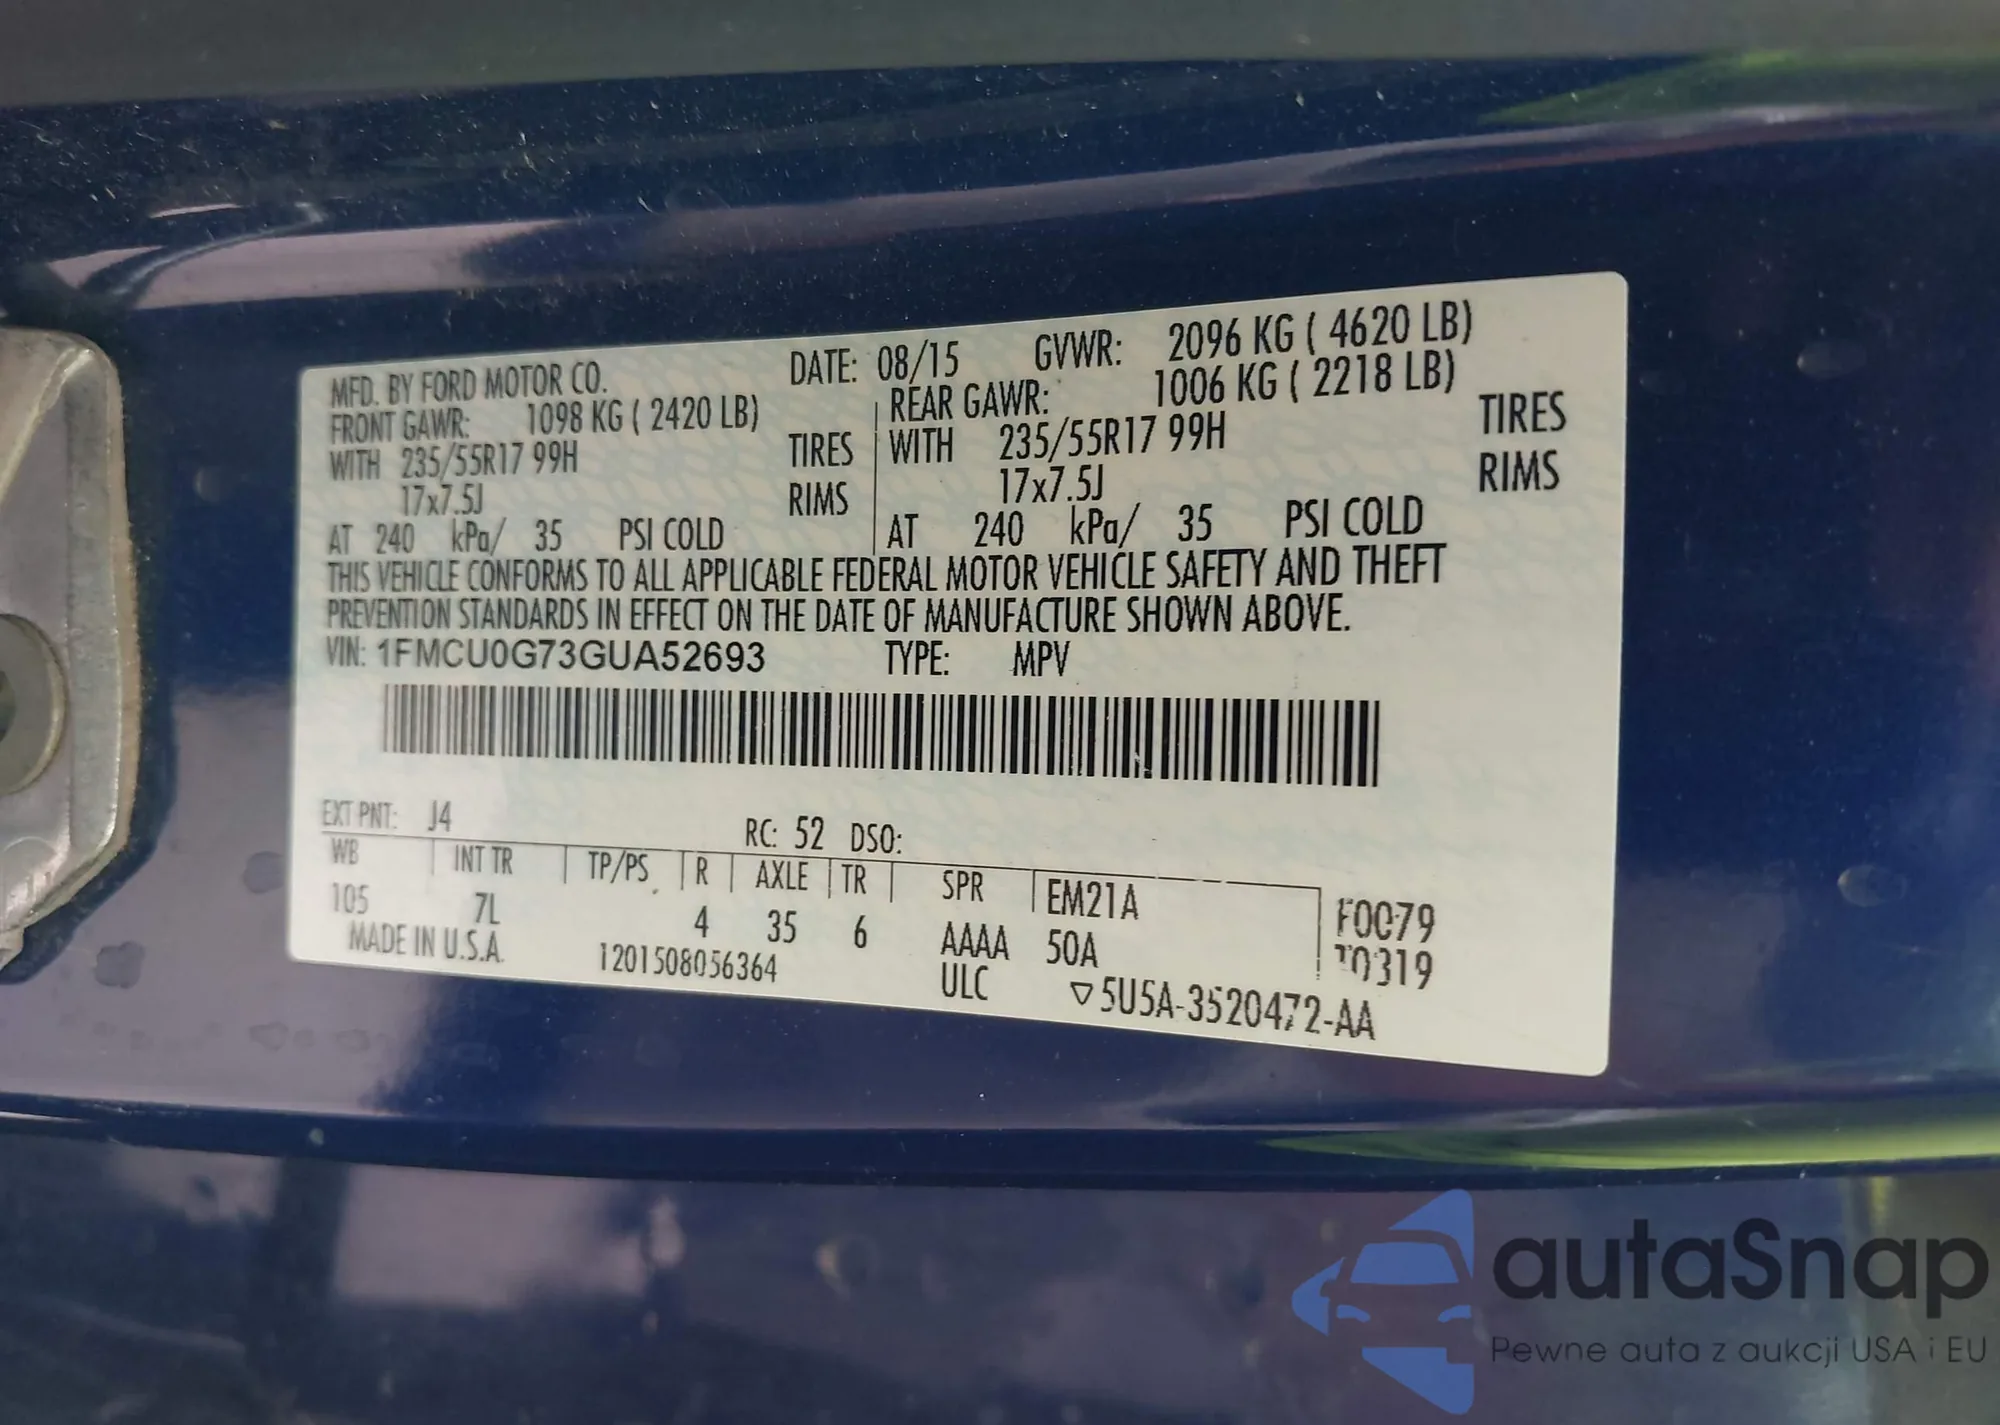 MFD. BY FORD MOTOR CO. DATE: 08/15 GVWR: 2096 KG ( 4620 LB)
FRONT GAWR: 1098 KG ( 2420 LB) REAR GAWR: 1006 KG ( 2218 LB)
WITH 235/55R17 99H TIRES WITH 235/55R17 99H TIRES
17x7.5J RIMS 17x7.5J RIMS
AT 240 kPa/ 35 PSI COLD AT 240 kPa/ 35 PSI COLD
THIS VEHICLE CONFORMS TO ALL APPLICABLE FEDERAL MOTOR VEHICLE SAFETY AND THEFT
PREVENTION STANDARDS IN EFFECT ON THE DATE OF MANUFACTURE SHOWN ABOVE.
VIN: 1FMCU0G73GUA52693 TYPE: MPV
EXT PNT: J4 RC: 52 DSO:
WB INT TR TP/PS R AXLE TR SPR EM21A F0079
105 7L 4 35 6 AAAA 50A T0319
MADE IN U.S.A. 1201508056364 ULC ▽5U5A-3520472-AA
autaSnap
Pewne auta z aukcji USA i EU